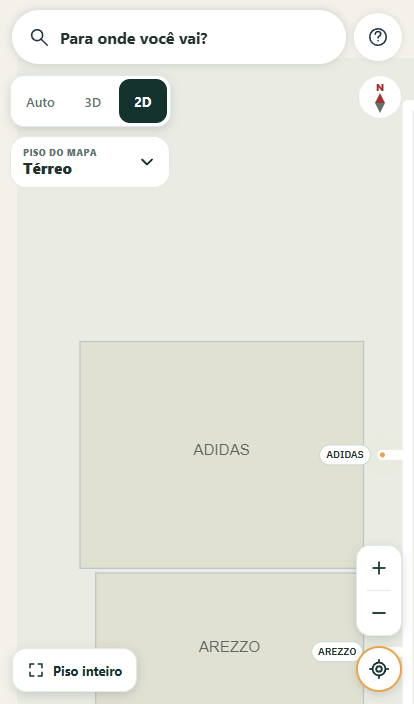 Para onde você vai?
Auto
3D
2D
N
PISO DO MAPA
Térreo
ADIDAS
ADIDAS
AREZZO
AREZZO
Piso inteiro